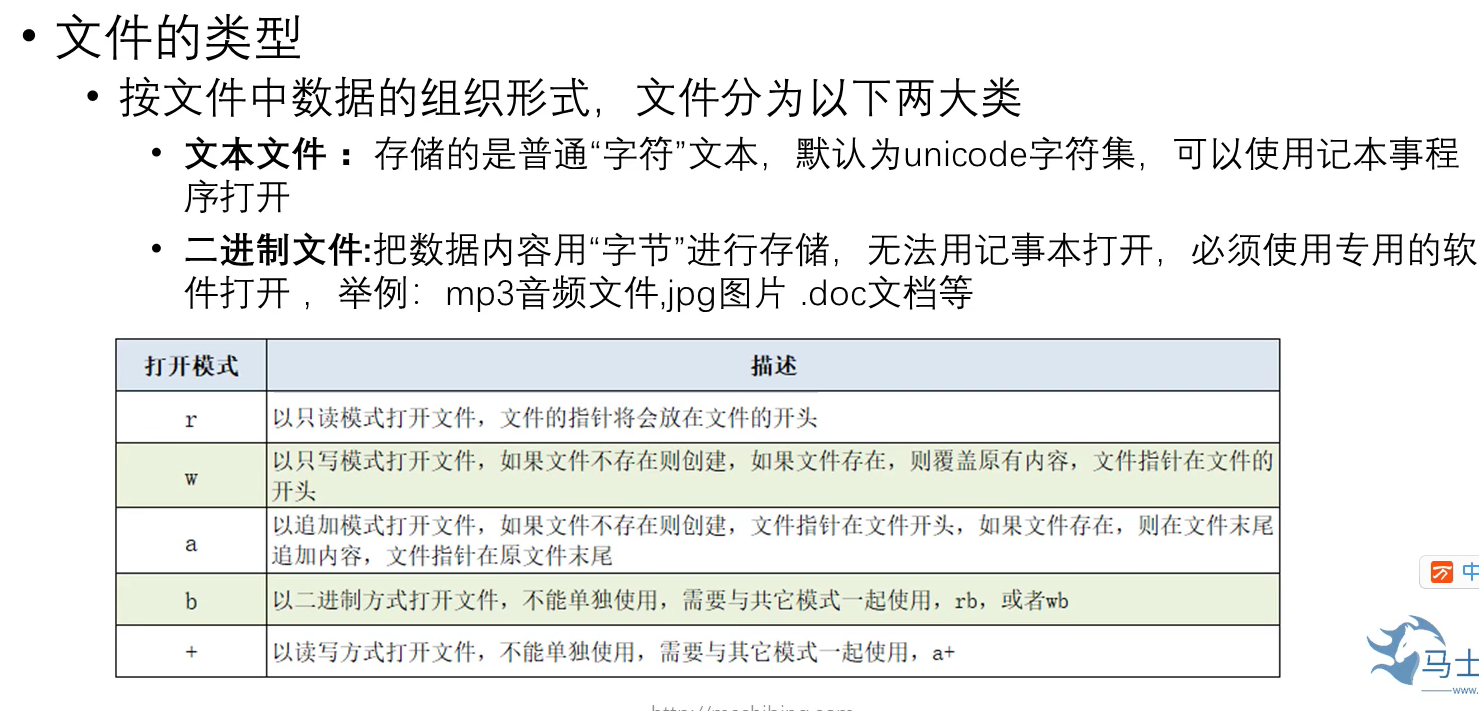 • 文件的类型
• 按文件中数据的组织形式，文件分为以下两大类
• 文本文件 ：存储的是普通“字符”文本，默认为unicode字符集，可以使用记本事程
序打开
• 二进制文件:把数据内容用“字节”进行存储，无法用记事本打开，必须使用专用的软
件打开 ，举例：mp3音频文件,jpg图片 .doc文档等
打开模式 描述
r 以只读模式打开文件，文件的指针将会放在文件的开头
w 以只写模式打开文件，如果文件不存在则创建，如果文件存在，则覆盖原有内容，文件指针在文件的
开头
a 以追加模式打开文件，如果文件不存在则创建，文件指针在文件开头，如果文件存在，则在文件末尾
追加内容，文件指针在原文件末尾
b 以二进制方式打开文件，不能单独使用，需要与共它模式一起使用，rb，或者wb
+ 以读写方式打开文件，不能单独使用，需要与其它模式一起使用，a+
中
马士
www.